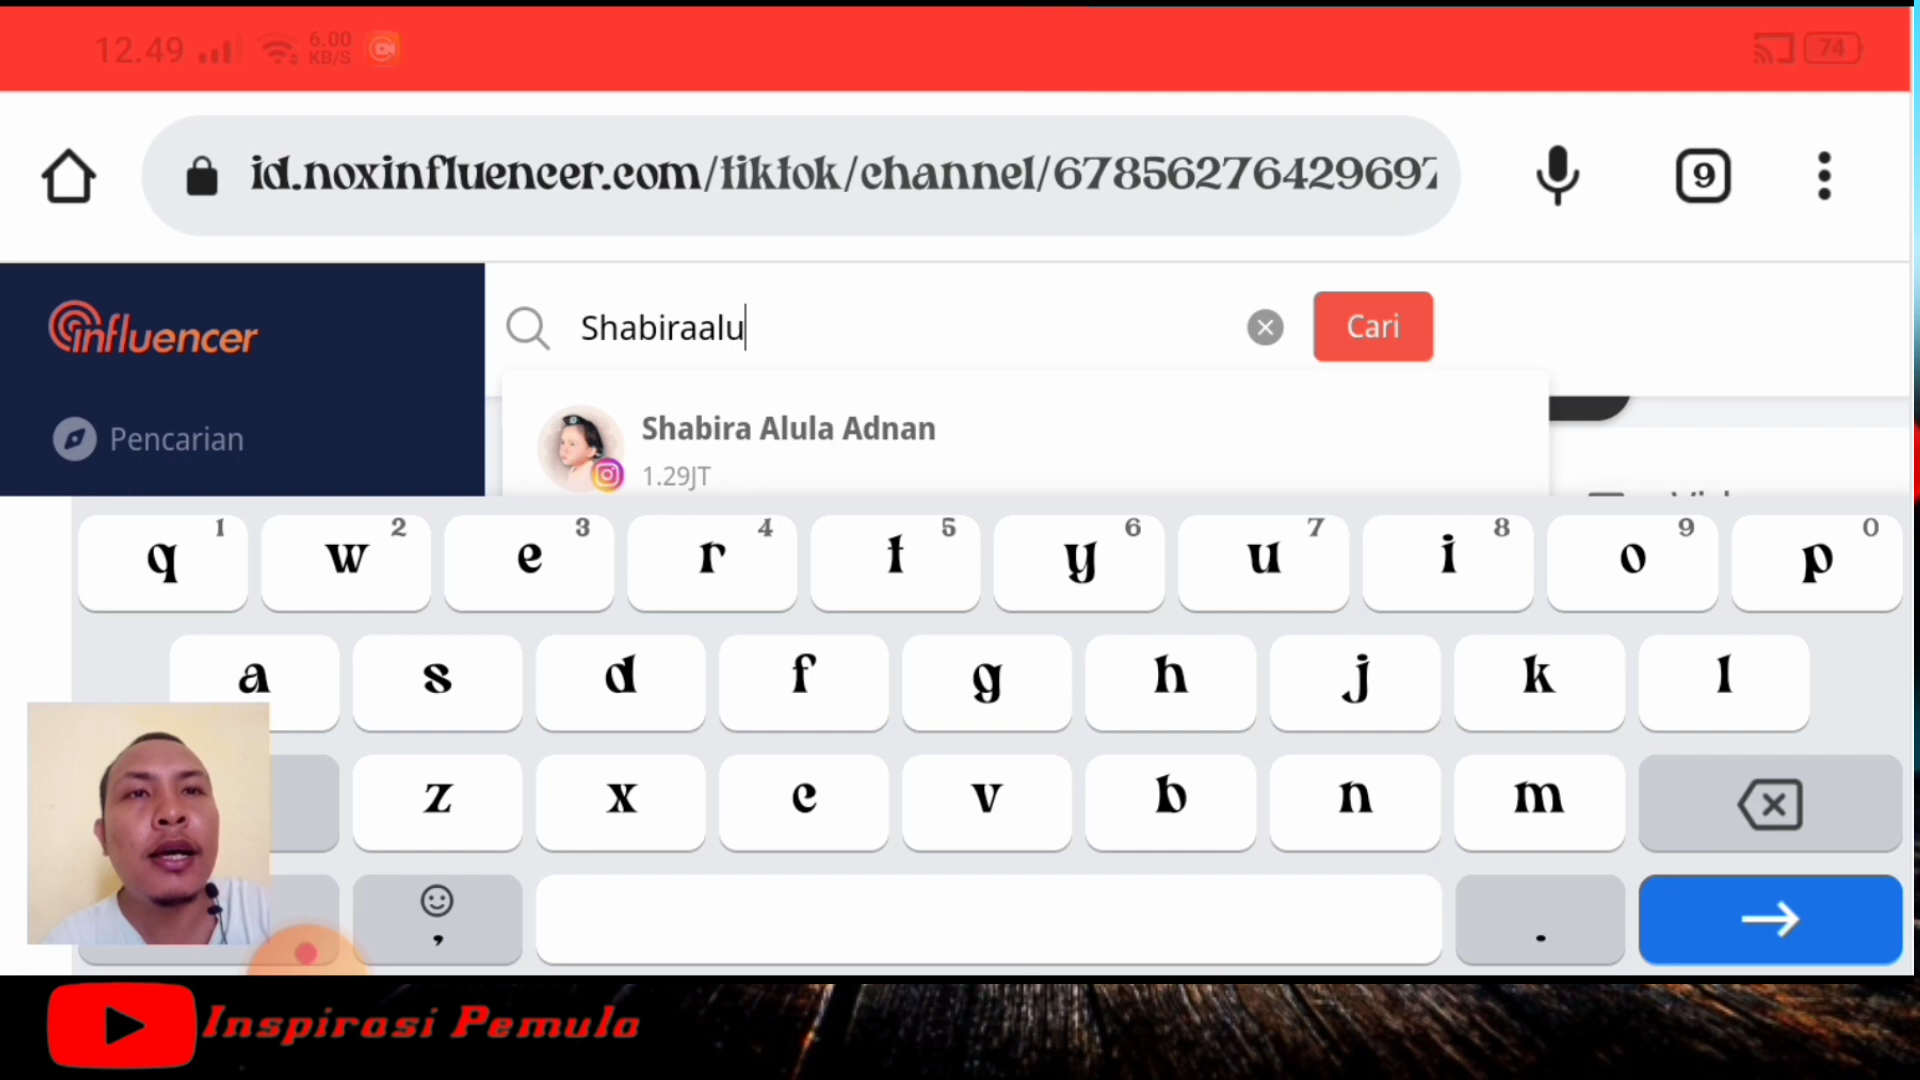 12.49
6.00
KB/S
74
id.noxinfluencer.com/tiktok/channel/67856276429697
9
influencer
Shabiraalu
Cari
Pencarian
Shabira Alula Adnan
1.29JT
q 1 w 2 e 3 r 4 t 5 y 6 u 7 i 8 o 9 p 0
a s d f g h j k l
z x c v b n m
, .
Inspirasi Pemula